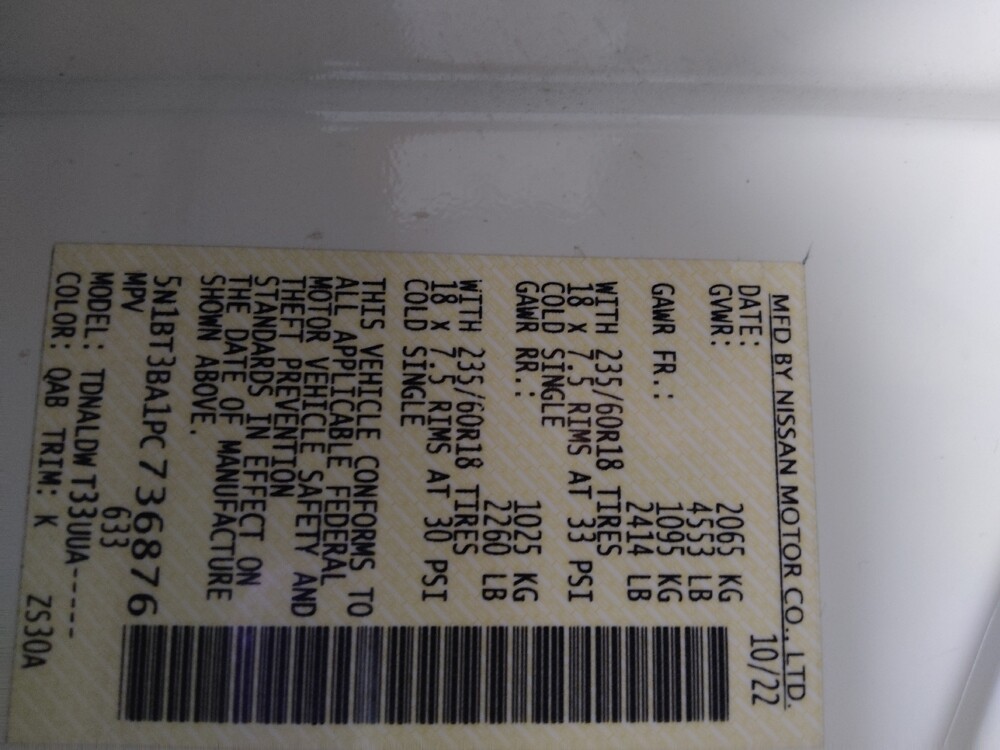 MFD BY NISSAN MOTOR CO., LTD.
DATE: 10/22
GVWR: 2065 KG
4553 LB
GAWR FR.: 1095 KG
2414 LB
WITH 235/60R18 TIRES
18 X 7.5 RIMS AT 33 PSI
COLD SINGLE
GAWR RR.: 1025 KG
2260 LB
WITH 235/60R18 TIRES
18 X 7.5 RIMS AT 30 PSI
COLD SINGLE
THIS VEHICLE CONFORMS TO
ALL APPLICABLE FEDERAL
MOTOR VEHICLE SAFETY AND
THEFT PREVENTION
STANDARDS IN EFFECT ON
THE DATE OF MANUFACTURE
SHOWN ABOVE.
5N1BT3BA1PC736876
MPV 633
MODEL: TDNALDW T33UUA-----
COLOR: QAB TRIM: K ZS30A